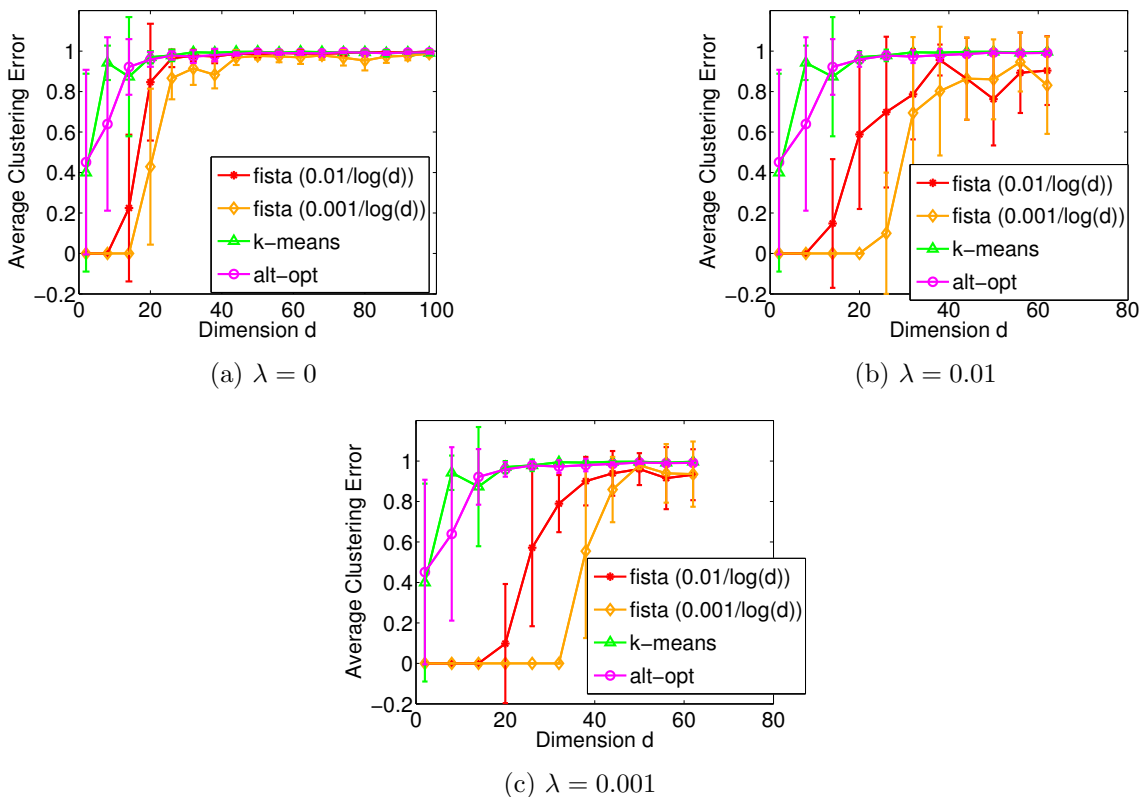 Average Clustering Error
1
0.8
0.6
0.4
0.2
0
−0.2
0 20 40 60 80 100
Dimension d
fista (0.01/log(d))
fista (0.001/log(d))
k−means
alt−opt
(a) λ = 0
Average Clustering Error
1
0.8
0.6
0.4
0.2
0
−0.2
0 20 40 60 80
Dimension d
fista (0.01/log(d))
fista (0.001/log(d))
k−means
alt−opt
(b) λ = 0.01
Average Clustering Error
1
0.8
0.6
0.4
0.2
0
−0.2
0 20 40 60 80
Dimension d
fista (0.01/log(d))
fista (0.001/log(d))
k−means
alt−opt
(c) λ = 0.001